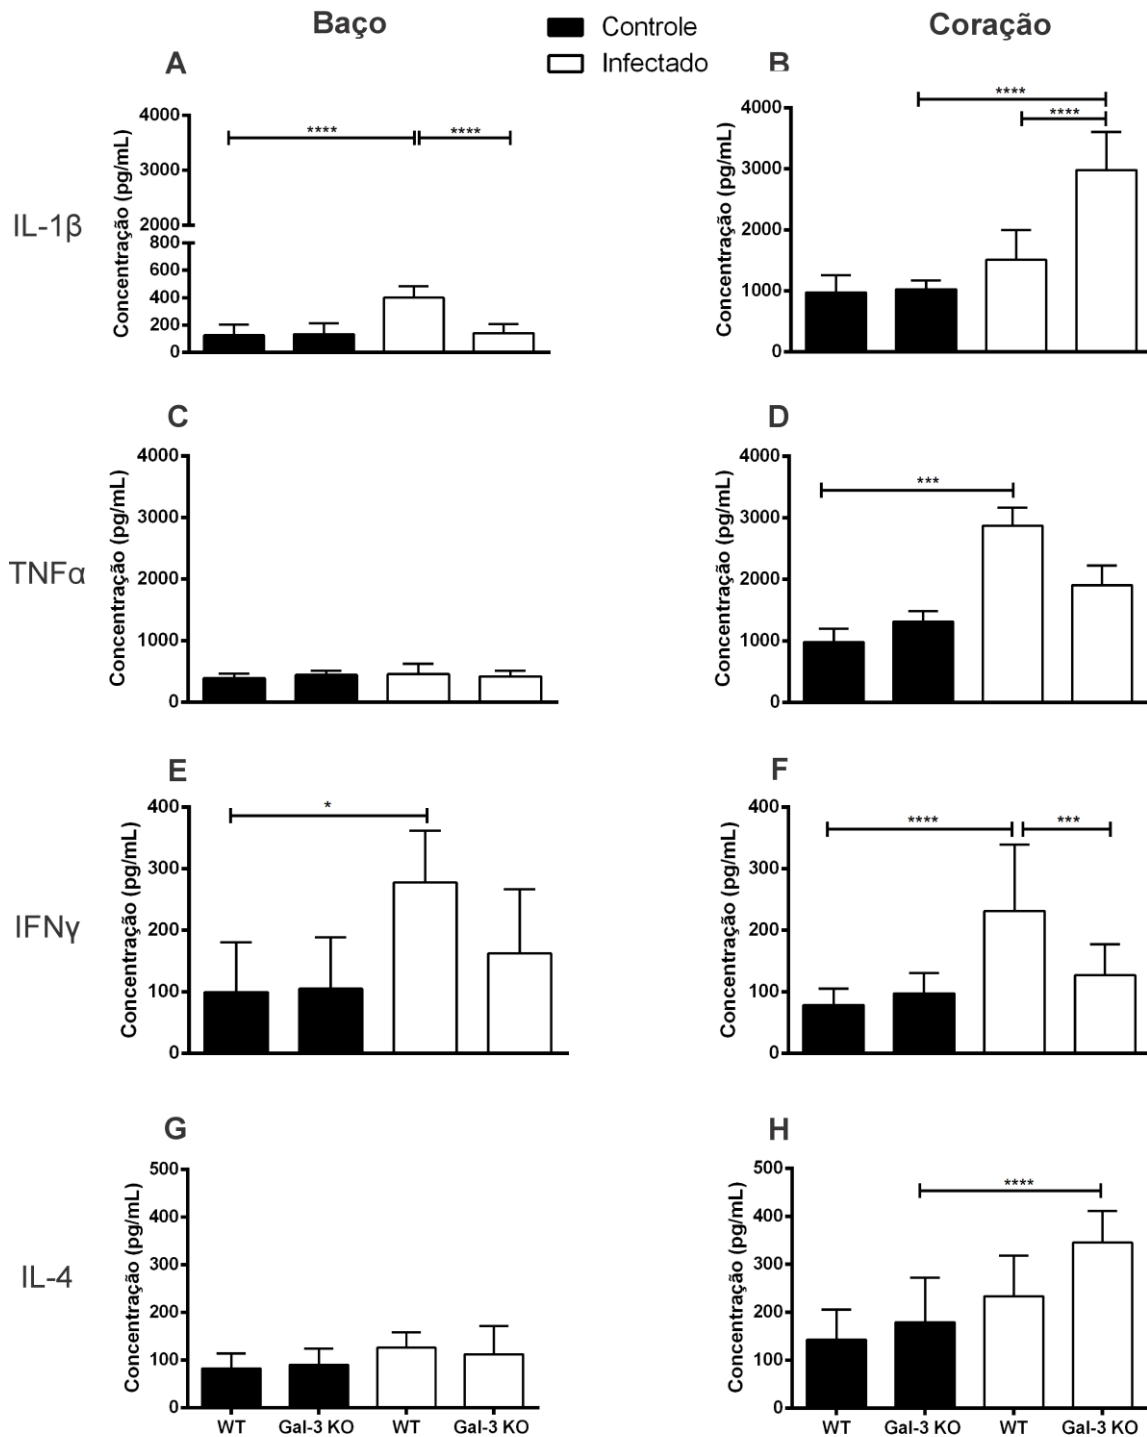 Baço
Controle
Infectado
Coração
A
B
IL-1β
Concentração (pg/mL)
4000
3000
2000
800
600
400
200
0
****
****
Concentração (pg/mL)
4000
3000
2000
1000
0
****
****
C
D
TNFα
Concentração (pg/mL)
4000
3000
2000
1000
0
Concentração (pg/mL)
4000
3000
2000
1000
0
***
E
F
IFNγ
Concentração (pg/mL)
400
300
200
100
0
*
Concentração (pg/mL)
400
300
200
100
0
****
***
G
H
IL-4
Concentração (pg/mL)
500
400
300
200
100
0
WT Gal-3 KO WT Gal-3 KO
Concentração (pg/mL)
500
400
300
200
100
0
****
WT Gal-3 KO WT Gal-3 KO